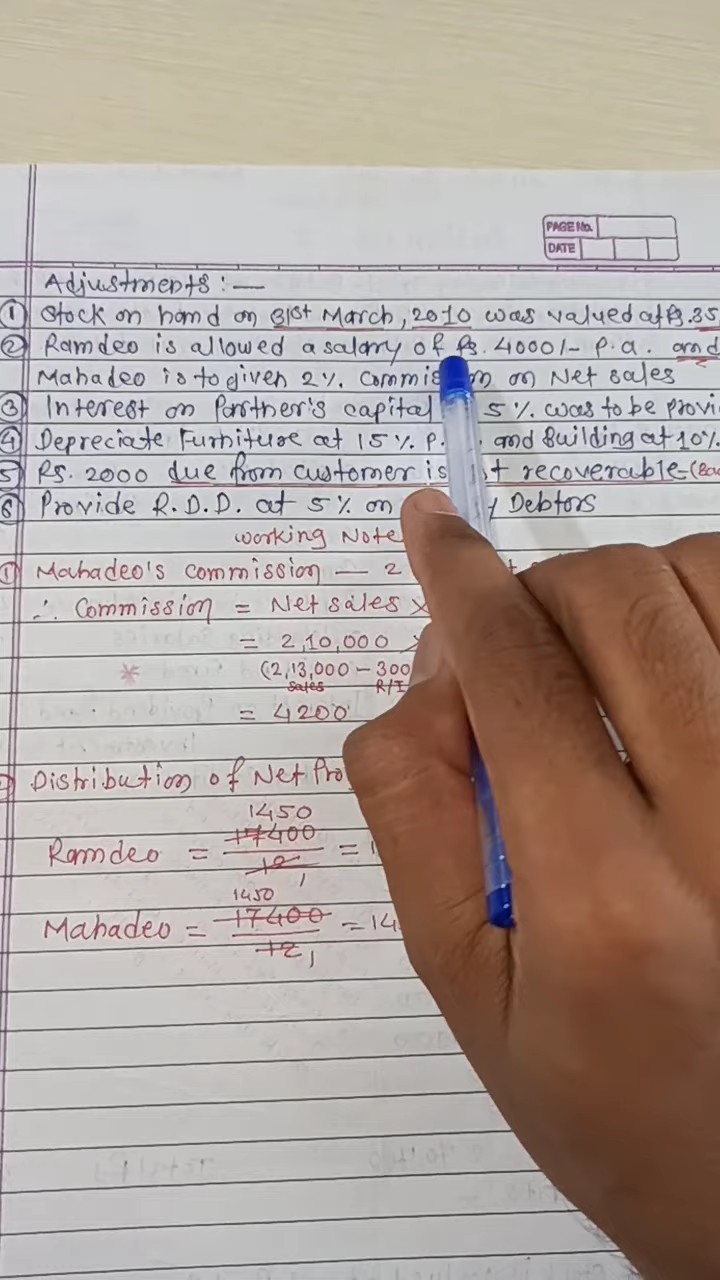 PAGE No.
DATE
Adjustments :—
① Stock on hand on 31st March, 2010 was valued at Rs.35
② Ramdeo is allowed a salary of Rs. 4000/- p.a. and
Mahadeo is to given 2%. Commis on on Net sales
③ Interest on Partner's capital 5 %. was to be provi
④ Depreciate Furniture at 15 %. p. and Building at 10%.
⑤ Rs. 2000 due from customer is t recoverable-(Ba
⑥ Provide R.D.D. at 5 % on y Debtors
Working Note
① Mahadeo's commission — 2
∴ Commission = Net sales ×
= 2,10,000 ×
* (2,13,000 - 300
sales R/I
= 4200
Distribution of Net Pro
1450
Ramdeo = 17400/12 1 = 1
1450
Mahadeo = 17400/12 1 = 14